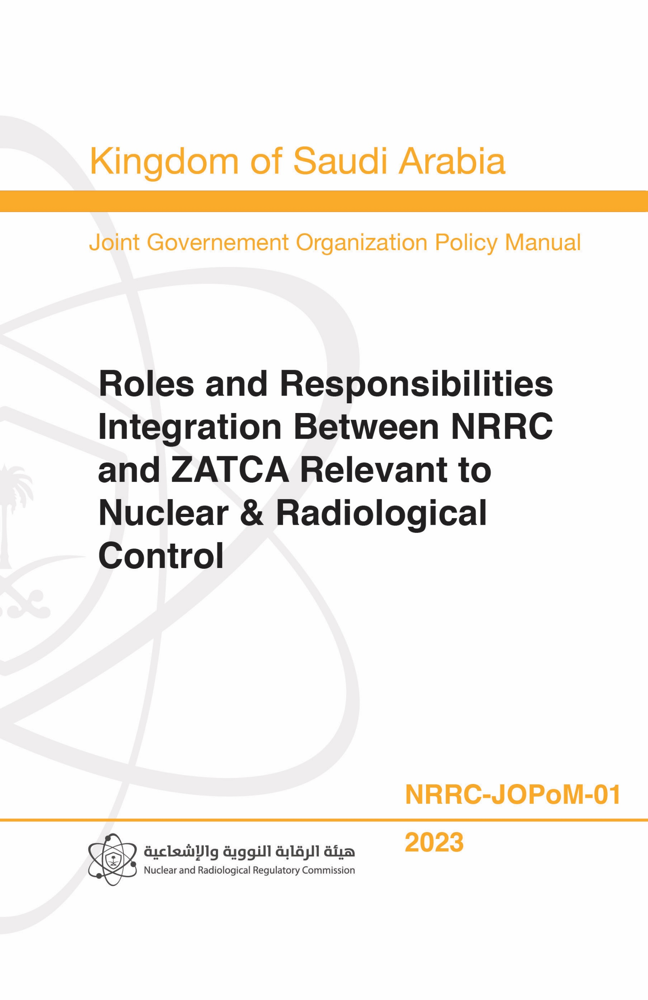 Kingdom of Saudi Arabia
Joint Governement Organization Policy Manual
Roles and Responsibilities
Integration Between NRRC
and ZATCA Relevant to
Nuclear & Radiological
Control
NRRC-JOPoM-01
2023
هيئة الرقابة النووية والإشعاعية
Nuclear and Radiological Regulatory Commission